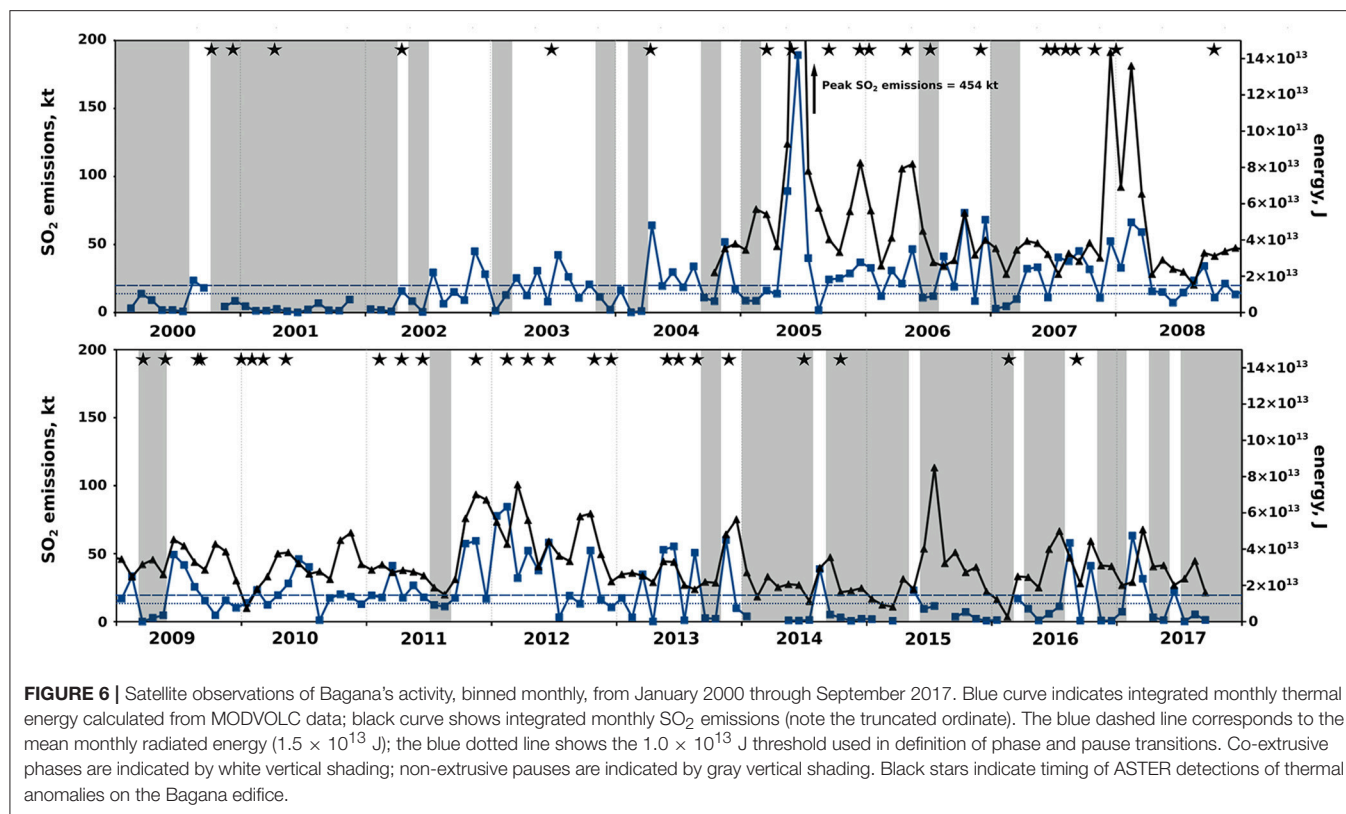 200
150
100
50
0
SO2 emissions, kt
★ ★ ★ ★ ★ ★ ★ ★ ★ ★ ★ ★ ★ ★ ★ ★ ★ ★ ★ ★ ★
Peak SO2 emissions = 454 kt
14×10^13
12×10^13
10×10^13
8×10^13
6×10^13
4×10^13
2×10^13
0
energy, J
2000 2001 2002 2003 2004 2005 2006 2007 2008
200
150
100
50
0
SO2 emissions, kt
14×10^13
12×10^13
10×10^13
8×10^13
6×10^13
4×10^13
2×10^13
0
energy, J
2009 2010 2011 2012 2013 2014 2015 2016 2017
FIGURE 6 | Satellite observations of Bagana's activity, binned monthly, from January 2000 through September 2017. Blue curve indicates integrated monthly thermal
energy calculated from MODVOLC data; black curve shows integrated monthly SO2 emissions (note the truncated ordinate). The blue dashed line corresponds to the
mean monthly radiated energy (1.5 × 10^13 J); the blue dotted line shows the 1.0 × 10^13 J threshold used in definition of phase and pause transitions. Co-extrusive
phases are indicated by white vertical shading; non-extrusive pauses are indicated by gray vertical shading. Black stars indicate timing of ASTER detections of thermal
anomalies on the Bagana edifice.